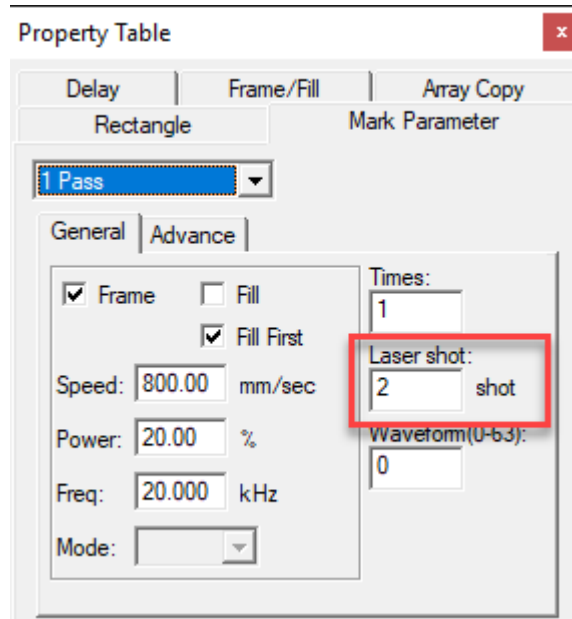 Property Table
x
Delay Frame/Fill Array Copy
Rectangle Mark Parameter
1 Pass
General Advance
Frame Fill
Fill First
Times:
1
Laser shot:
2 shot
Speed: 800.00 mm/sec
Power: 20.00 %
Waveform(0-63):
0
Freq: 20.000 kHz
Mode: